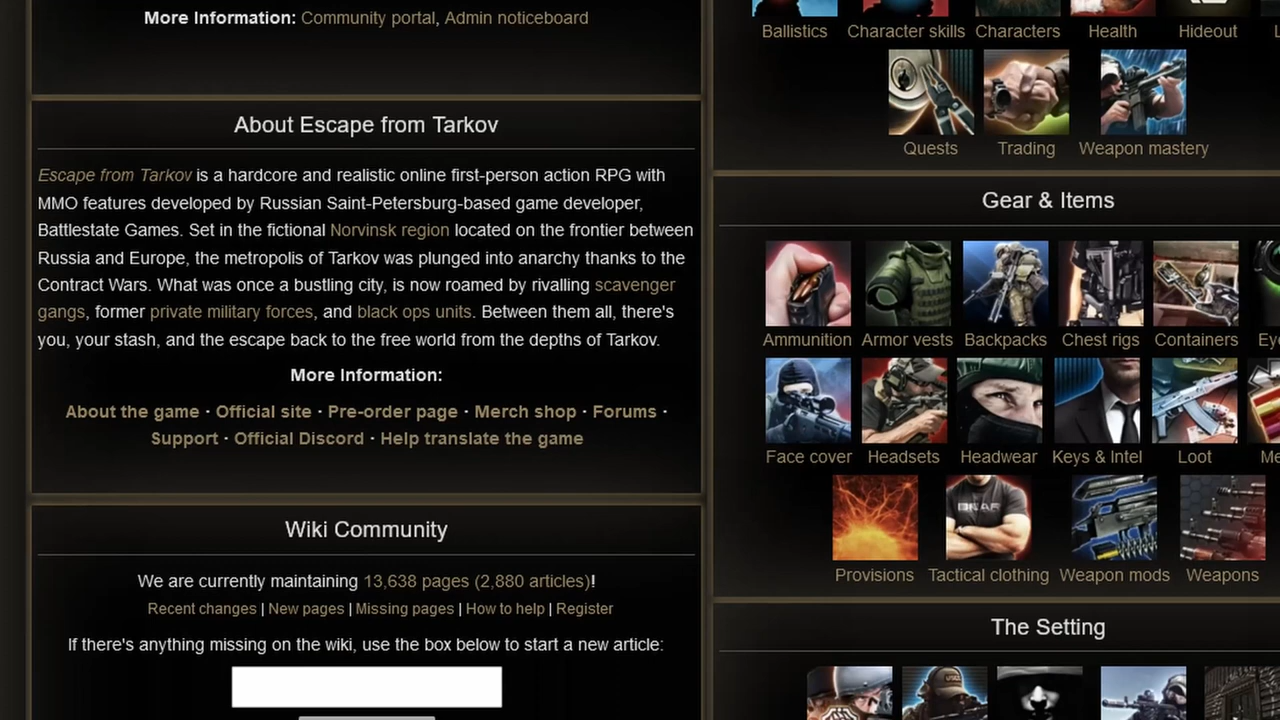 More Information: Community portal, Admin noticeboard
About Escape from Tarkov
Escape from Tarkov is a hardcore and realistic online first-person action RPG with
MMO features developed by Russian Saint-Petersburg-based game developer,
Battlestate Games. Set in the fictional Norvinsk region located on the frontier between
Russia and Europe, the metropolis of Tarkov was plunged into anarchy thanks to the
Contract Wars. What was once a bustling city, is now roamed by rivalling scavenger
gangs, former private military forces, and black ops units. Between them all, there's
you, your stash, and the escape back to the free world from the depths of Tarkov.
More Information:
About the game · Official site · Pre-order page · Merch shop · Forums ·
Support · Official Discord · Help translate the game
Wiki Community
We are currently maintaining 13,638 pages (2,880 articles)!
Recent changes | New pages | Missing pages | How to help | Register
If there's anything missing on the wiki, use the box below to start a new article:
Ballistics Character skills Characters Health Hideout
Quests Trading Weapon mastery
Gear & Items
Ammunition Armor vests Backpacks Chest rigs Containers
Face cover Headsets Headwear Keys & Intel Loot
Provisions Tactical clothing Weapon mods Weapons
The Setting